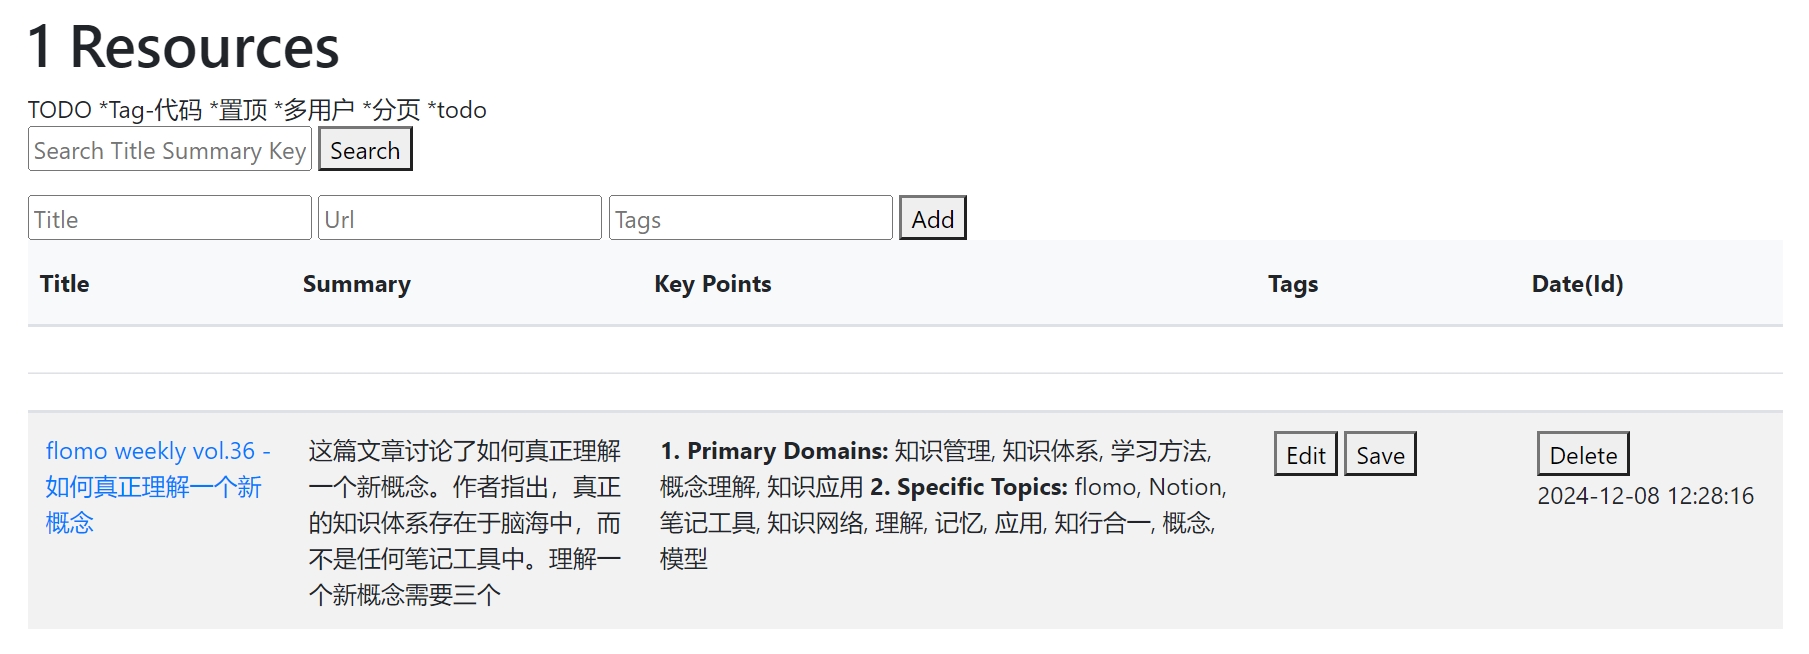 1 Resources
TODO *Tag-代码 *置顶 *多用户 *分页 *todo
Search Title Summary Key Search
Title Url Tags Add
Title Summary Key Points Tags Date(Id)
flomo weekly vol.36 -
如何真正理解一个新
概念
这篇文章讨论了如何真正理解
一个新概念。作者指出，真正
的知识体系存在于脑海中，而
不是任何笔记工具中。理解一
个新概念需要三个
1. Primary Domains: 知识管理, 知识体系, 学习方法,
概念理解, 知识应用 2. Specific Topics: flomo, Notion,
笔记工具, 知识网络, 理解, 记忆, 应用, 知行合一, 概念,
模型
Edit Save
Delete
2024-12-08 12:28:16